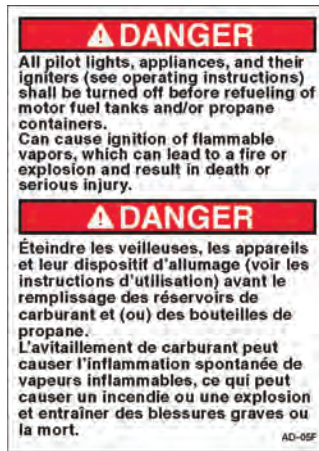 DANGER
All pilot lights, appliances, and their
igniters (see operating instructions)
shall be turned off before refueling of
motor fuel tanks and/or propane
containers.
Can cause ignition of flammable
vapors, which can lead to a fire or
explosion and result in death or
serious injury.
DANGER
Éteindre les veilleuses, les appareils
et leur dispositif d'allumage (voir les
instructions d'utilisation) avant le
remplissage des réservoirs de
carburant et (ou) des bouteilles de
propane.
L'avitaillement de carburant peut
causer l'inflammation spontanée de
vapeurs inflammables, ce qui peut
causer un incendie ou une explosion
et entraîner des blessures graves ou
la mort.
AD-05F